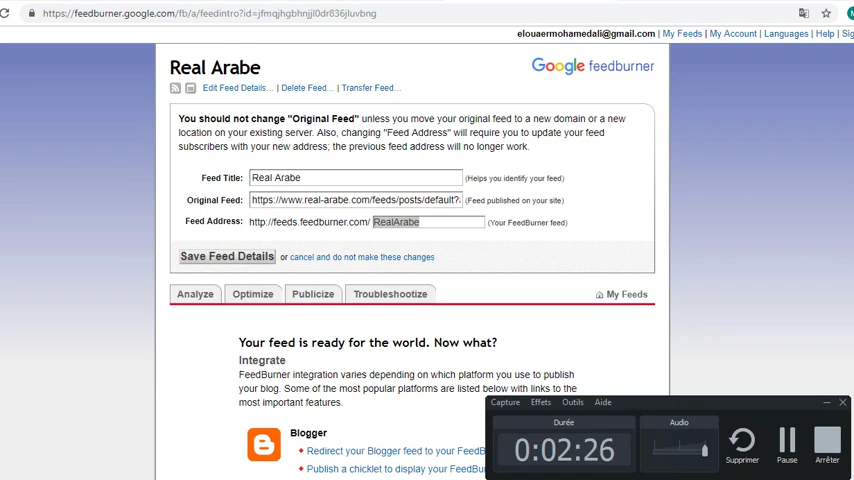 https://feedburner.google.com/fb/a/feedintro?id=jfmqjhgbhnjjl0dr836jluvbng
elouaermohamedali@gmail.com | My Feeds | My Account | Languages | Help | Sig
Real Arabe
Google feedburner
Edit Feed Details... | Delete Feed... | Transfer Feed...
You should not change "Original Feed" unless you move your original feed to a new domain or a new
location on your existing server. Also, changing "Feed Address" will require you to update your feed
subscribers with your new address; the previous feed address will no longer work.
Feed Title: Real Arabe (Helps you identify your feed)
Original Feed: https://www.real-arabe.com/feeds/posts/default? (Feed published on your site)
Feed Address: http://feeds.feedburner.com/ RealArabe (Your FeedBurner feed)
Save Feed Details or cancel and do not make these changes
Analyze Optimize Publicize Troubleshootize My Feeds
Your feed is ready for the world. Now what?
Integrate
FeedBurner integration varies depending on which platform you use to publish
your blog. Some of the most popular platforms are listed below with links to the
most important features.
Blogger
Redirect your Blogger feed to your FeedB
Publish a chicklet to display your FeedBu
Capture Effets Outils Aide
Durée Audio
0:02:26
Supprimer Pause Arrêter